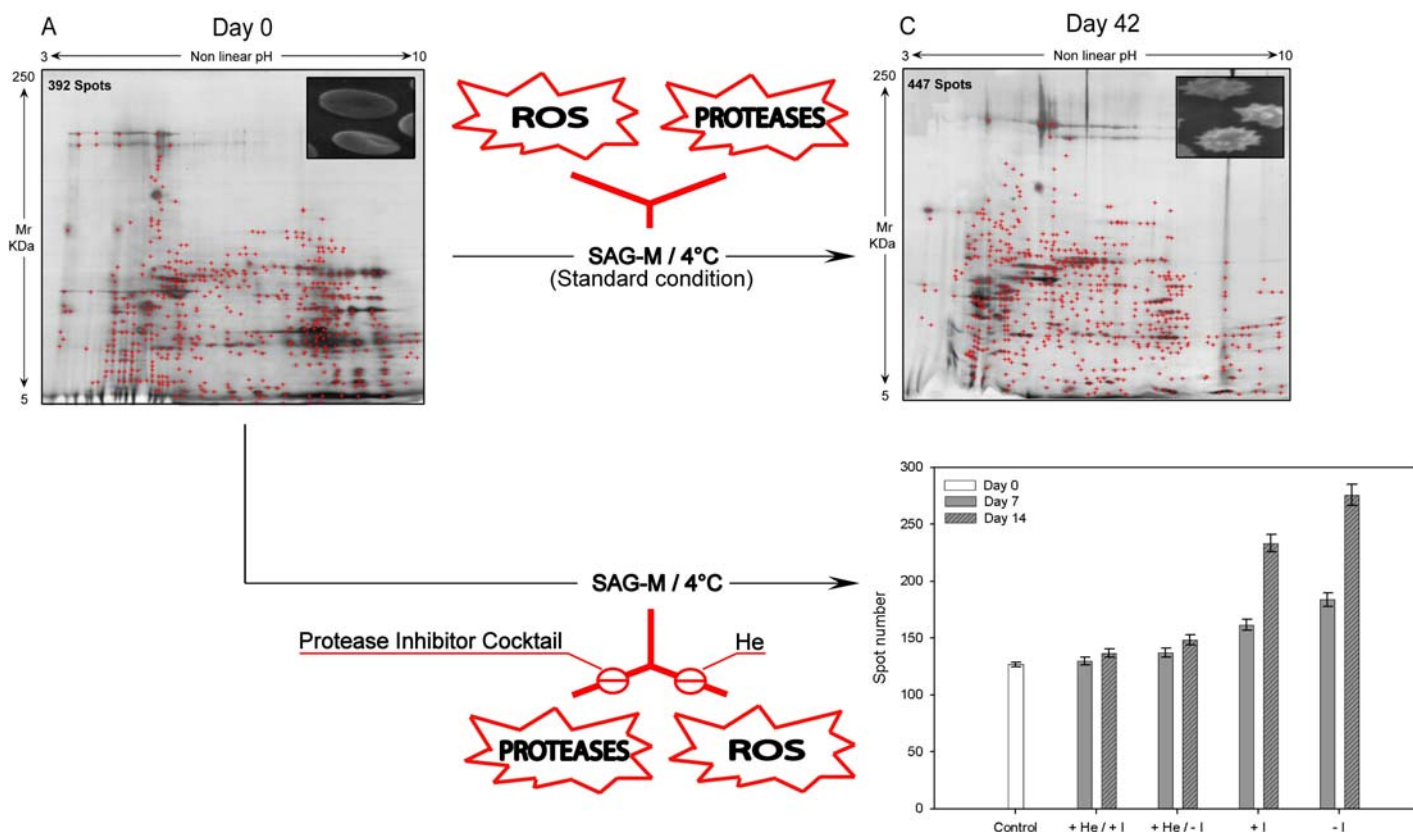 A
Day 0
3
Non linear pH
10
250
392 Spots
Mr
KDa
5
ROS
PROTEASES
SAG-M / 4°C
(Standard condition)
C
Day 42
3
Non linear pH
10
250
447 Spots
Mr
KDa
5
SAG-M / 4°C
Protease Inhibitor Cocktail
He
PROTEASES
ROS
300
250
200
150
100
50
0
Spot number
Day 0
Day 7
Day 14
Control
+ He / + I
+ He / - I
+ I
- I